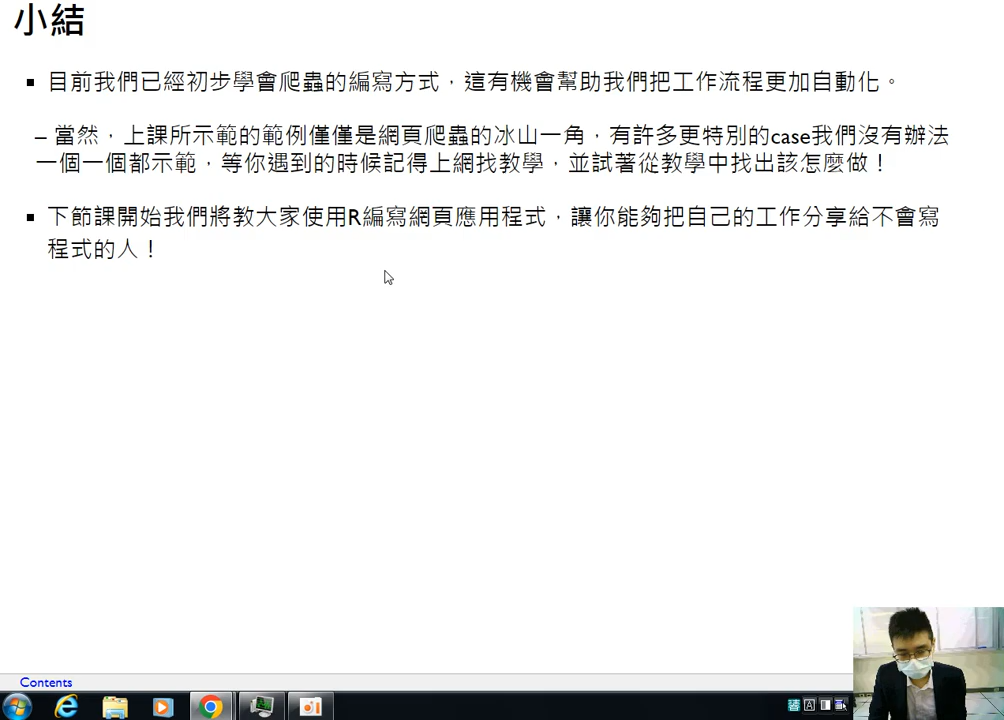 小結
▪ 目前我們已經初步學會爬蟲的編寫方式，這有機會幫助我們把工作流程更加自動化。
– 當然，上課所示範的範例僅僅是網頁爬蟲的冰山一角，有許多更特別的case我們沒有辦法
一個一個都示範，等你遇到的時候記得上網找教學，並試著從教學中找出該怎麼做！
▪ 下節課開始我們將教大家使用R編寫網頁應用程式，讓你能夠把自己的工作分享給不會寫
程式的人！
Contents